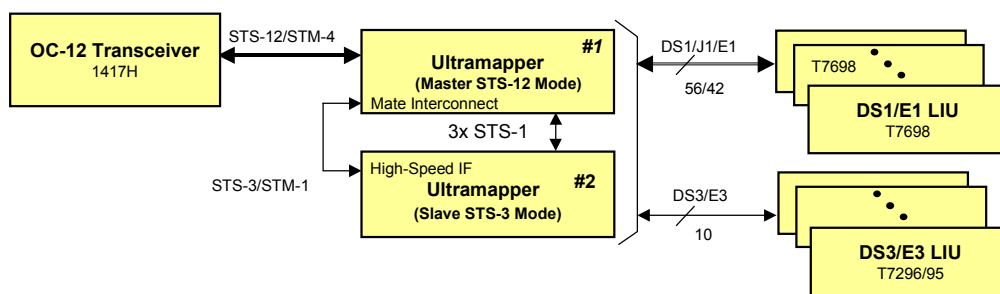 OC-12 Transceiver
1417H
STS-12/STM-4
#1
Ultramapper
(Master STS-12 Mode)
Mate Interconnect
3x STS-1
STS-3/STM-1
High-Speed IF
#2
Ultramapper
(Slave STS-3 Mode)
DS1/J1/E1
56/42
T7698
DS1/E1 LIU
T7698
DS3/E3
10
DS3/E3 LIU
T7296/95